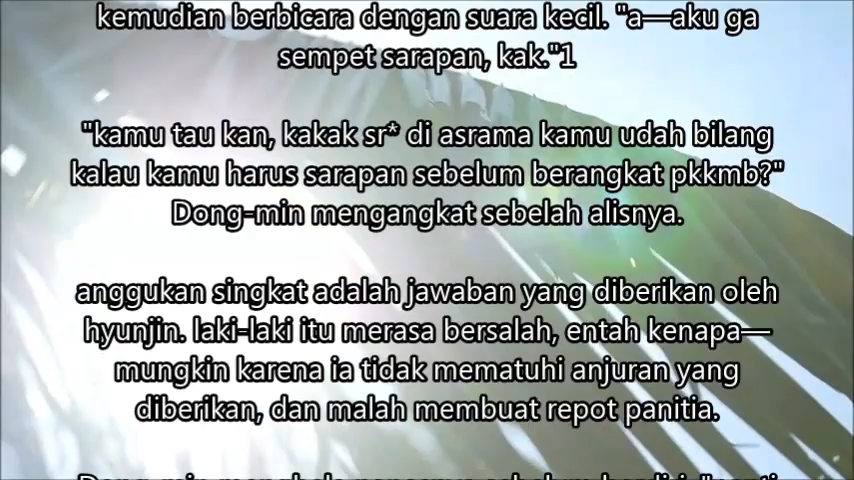 kemudian berbicara dengan suara kecil. "a—aku ga
sempet sarapan, kak."1
"kamu tau kan, kakak sr* di asrama kamu udah bilang
kalau kamu harus sarapan sebelum berangkat pkkmb?"
Dong-min mengangkat sebelah alisnya.
anggukan singkat adalah jawaban yang diberikan oleh
hyunjin. laki-laki itu merasa bersalah, entah kenapa—
mungkin karena ia tidak mematuhi anjuran yang
diberikan, dan malah membuat repot panitia.
Dong-min